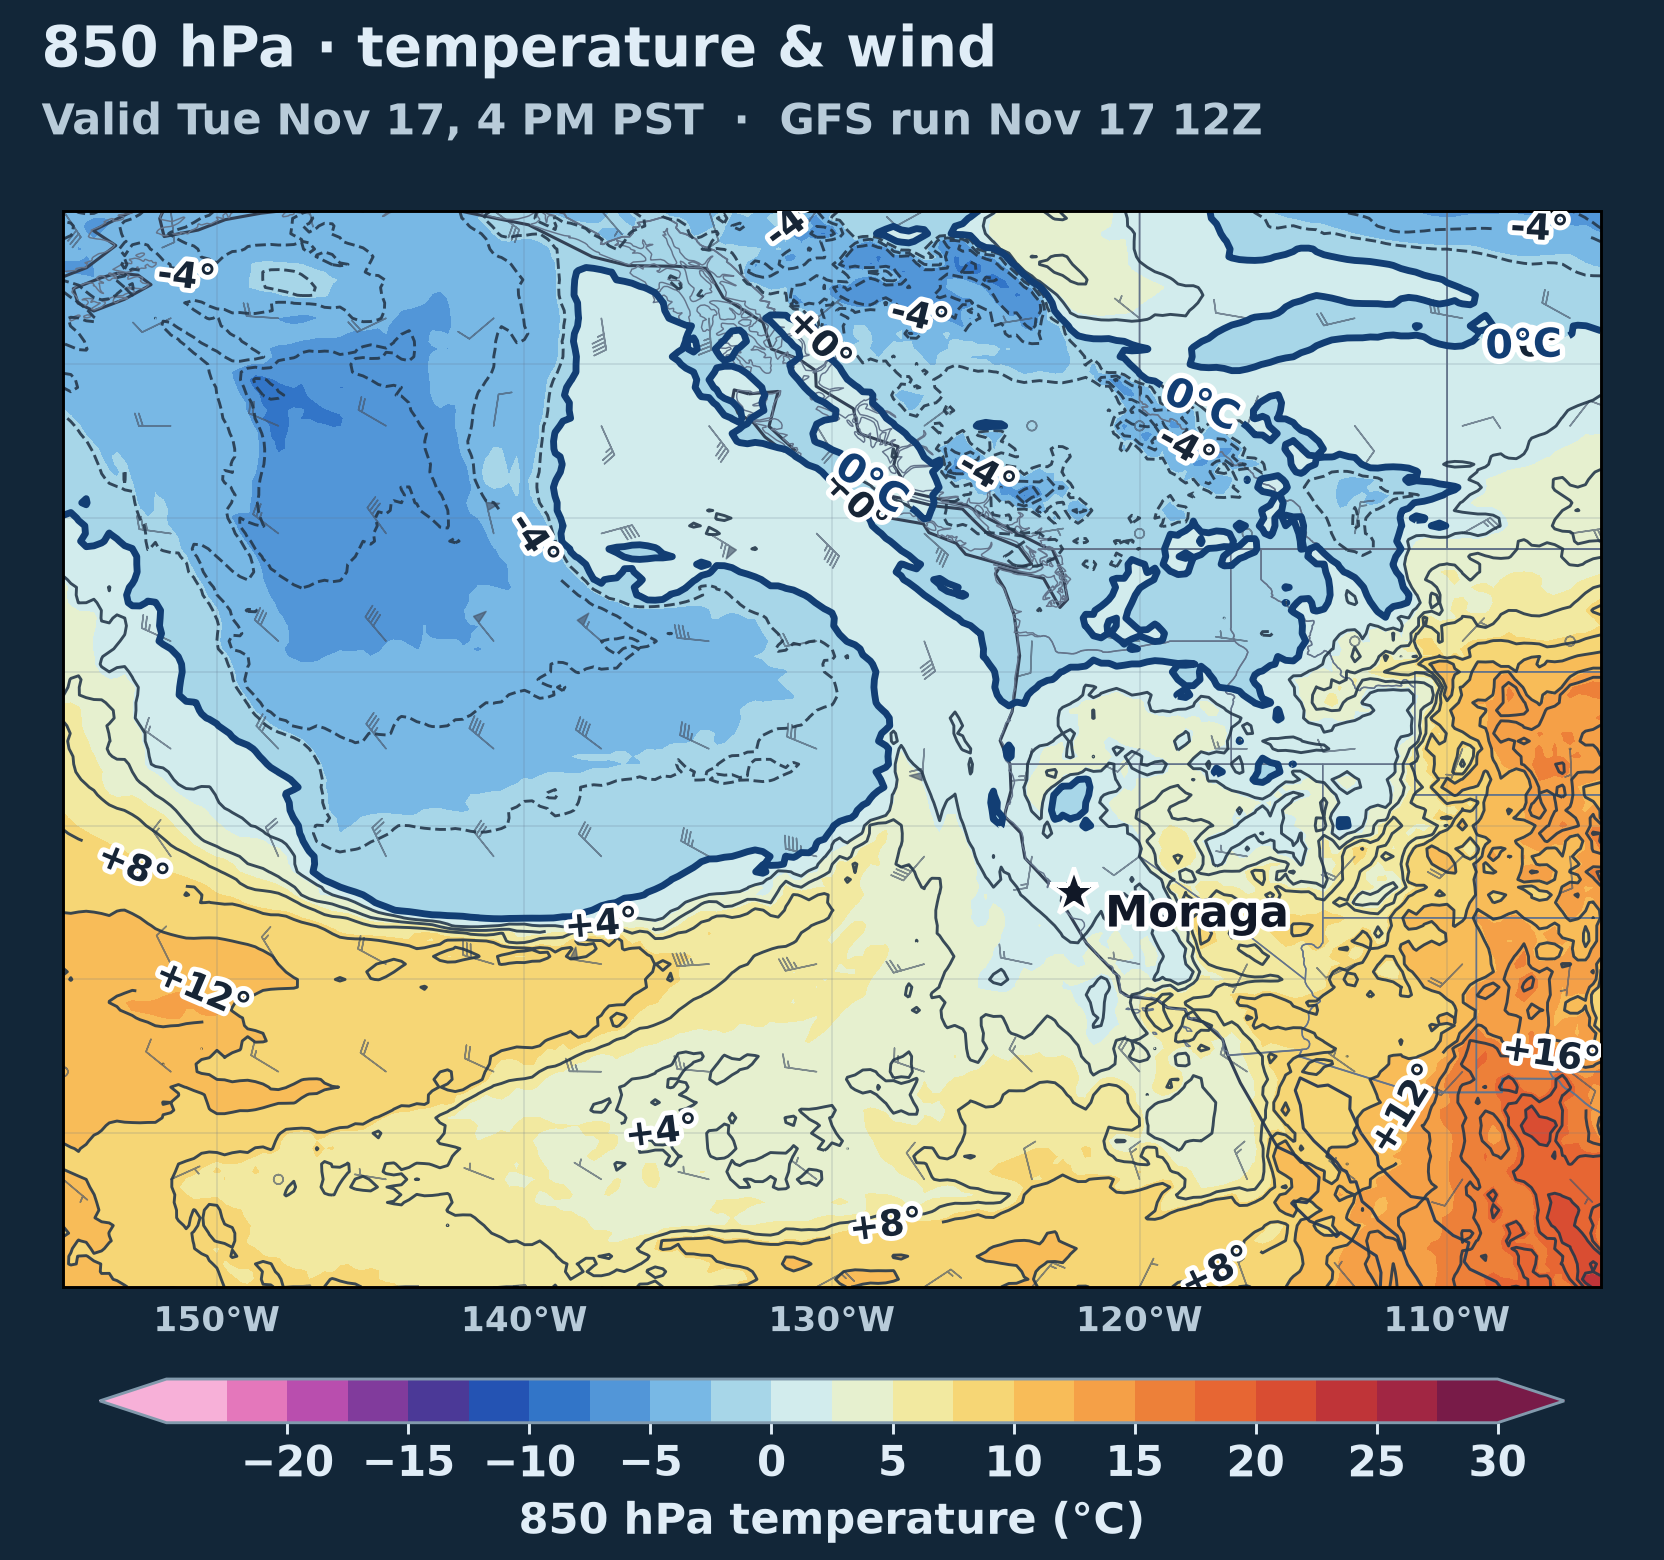 850 hPa · temperature & wind
Valid Tue Nov 17, 4 PM PST · GFS run Nov 17 12Z
-4
-4°
-4°
-4°
+0°
0°C
0°C
-4°
0°C
-4°
+0°
-4°
+8°
Moraga
+4°
+12°
+16°
+12°
+4°
+8°
+8°
150°W 140°W 130°W 120°W 110°W
−20 −15 −10 −5 0 5 10 15 20 25 30
850 hPa temperature (°C)